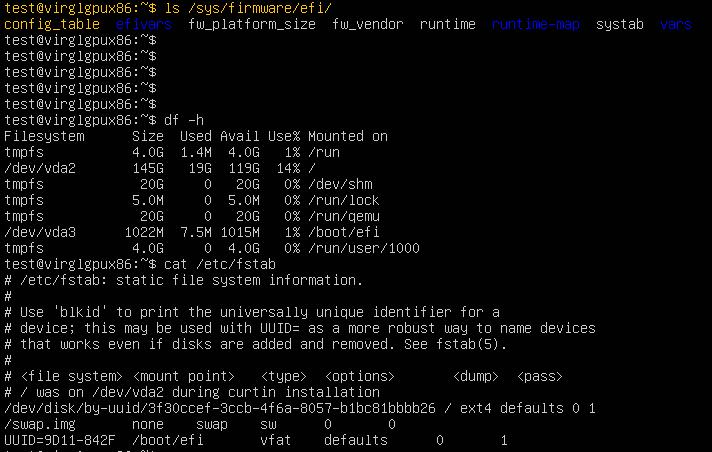 test@virglgpux86:~$ ls /sys/firmware/efi/
config_table  efivars  fw_platform_size  fw_vendor  runtime  runtime-map  systab  vars
test@virglgpux86:~$
test@virglgpux86:~$
test@virglgpux86:~$
test@virglgpux86:~$
test@virglgpux86:~$
test@virglgpux86:~$ df -h
Filesystem      Size  Used Avail Use% Mounted on
tmpfs           4.0G  1.4M  4.0G   1% /run
/dev/vda2       145G   19G  119G  14% /
tmpfs            20G     0   20G   0% /dev/shm
tmpfs           5.0M     0  5.0M   0% /run/lock
tmpfs            20G     0   20G   0% /run/qemu
/dev/vda3      1022M  7.5M 1015M   1% /boot/efi
tmpfs           4.0G     0  4.0G   0% /run/user/1000
test@virglgpux86:~$ cat /etc/fstab
# /etc/fstab: static file system information.
#
# Use 'blkid' to print the universally unique identifier for a
# device; this may be used with UUID= as a more robust way to name devices
# that works even if disks are added and removed. See fstab(5).
#
# <file system> <mount point>   <type>  <options>       <dump>  <pass>
# / was on /dev/vda2 during curtin installation
/dev/disk/by-uuid/3f30ccef-3ccb-4f6a-8057-b1bc81bbbb26 / ext4 defaults 0 1
/swap.img       none    swap    sw      0       0
UUID=9D11-842F  /boot/efi       vfat    defaults        0       1